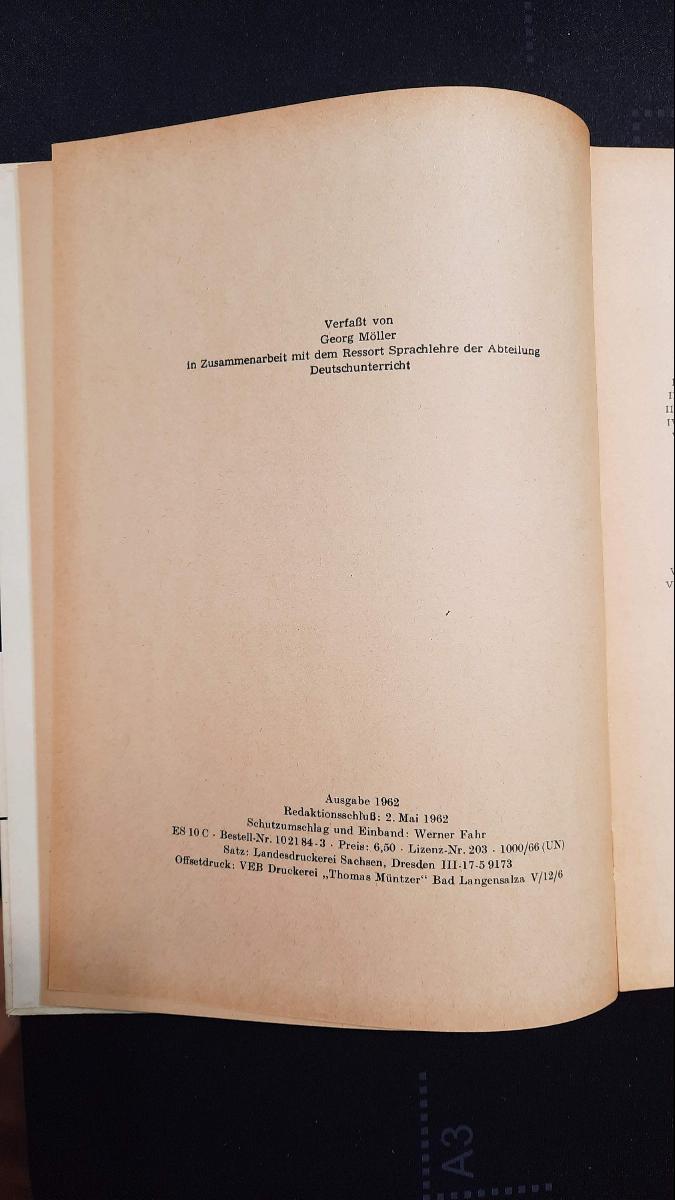 Verfaßt von
Georg Möller
in Zusammenarbeit mit dem Ressort Sprachlehre der Abteilung
Deutschunterricht
Ausgabe 1962
Redaktionsschluß: 2. Mai 1962
Schutzumschlag und Einband: Werner Fahr
ES 10 C · Bestell-Nr. 10 21 84-3 · Preis: 6,50 · Lizenz-Nr. 203 · 1000/66 (UN)
Satz: Landesdruckerei Sachsen, Dresden III-17-5 9173
Offsetdruck: VEB Druckerei „Thomas Müntzer“ Bad Langensalza V/12/6
A3